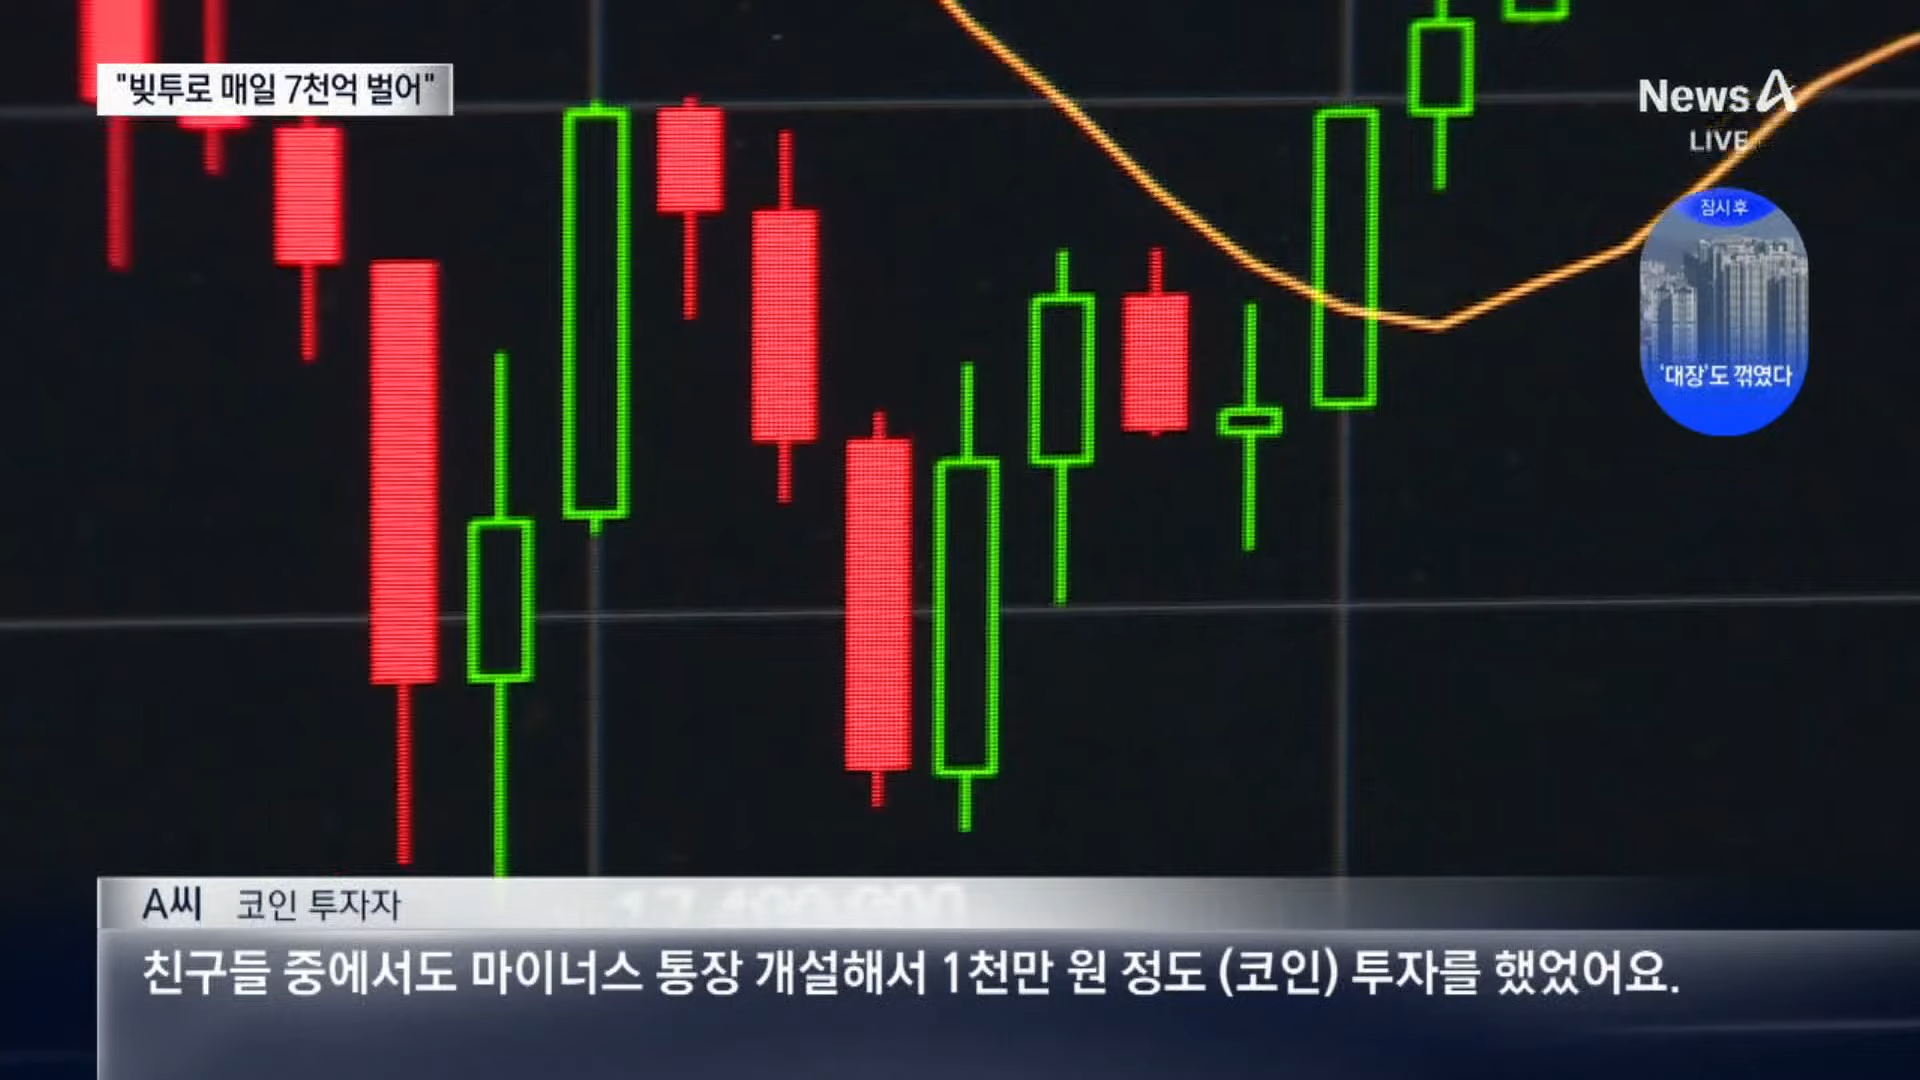 "빚투로 매일 7천억 벌어"
News A
LIVE
잠시 후
'대장'도 꺾였다
A씨 코인 투자자
친구들 중에서도 마이너스 통장 개설해서 1천만 원 정도 (코인) 투자를 했었어요.